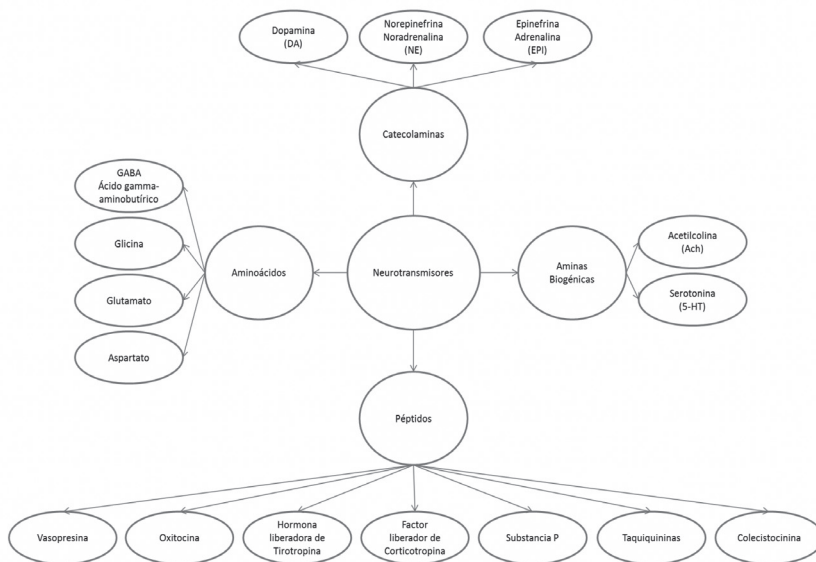 Dopamina
(DA)
Norepinefrina
Noradrenalina
(NE)
Epinefrina
Adrenalina
(EPI)
Catecolaminas
GABA
Ácido gamma-
aminobutírico
Glicina
Glutamato
Aspartato
Aminoácidos
Neurotransmisores
Aminas
Biogénicas
Acetilcolina
(Ach)
Serotonina
(5-HT)
Péptidos
Vasopresina
Oxitocina
Hormona
liberadora de
Tirotropina
Factor
liberador de
Corticotropina
Substancia P
Taquiquininas
Colecistocinina